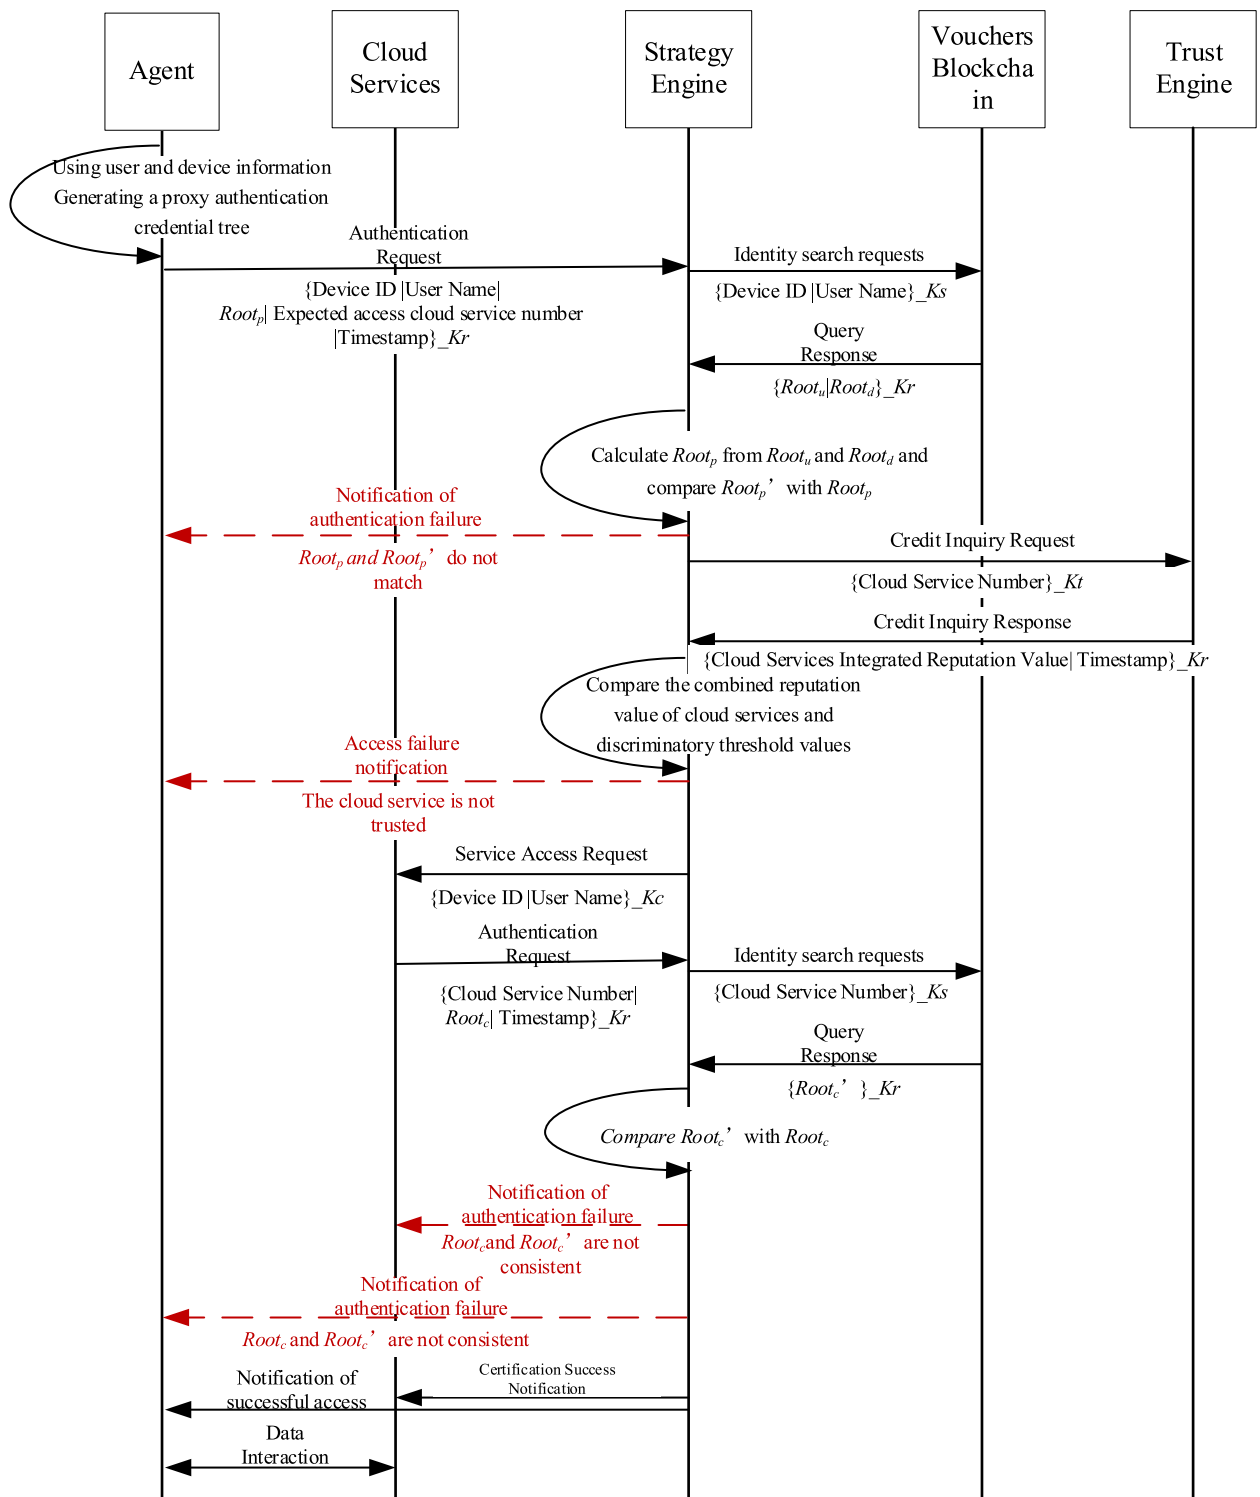 Agent
Cloud
Services
Strategy
Engine
Vouchers
Blockcha
in
Trust
Engine
Using user and device information
Generating a proxy authentication
credential tree
Authentication
Request
{Device ID |User Name|
Rootp| Expected access cloud service number
|Timestamp}_Kr
Identity search requests
{Device ID |User Name}_Ks
Query
Response
{Rootu|Rootd}_Kr
Calculate Rootp from Rootu and Rootd and
compare Rootp’ with Rootp
Notification of
authentication failure
Rootp and Rootp’ do not
match
Credit Inquiry Request
{Cloud Service Number}_Kt
Credit Inquiry Response
{Cloud Services Integrated Reputation Value| Timestamp}_Kr
Compare the combined reputation
value of cloud services and
discriminatory threshold values
Access failure
notification
The cloud service is not
trusted
Service Access Request
{Device ID |User Name}_Kc
Authentication
Request
{Cloud Service Number|
Rootc| Timestamp}_Kr
Identity search requests
{Cloud Service Number}_Ks
Query
Response
{Rootc’ }_Kr
Compare Rootc’ with Rootc
Notification of
authentication failure
Rootcand Rootc’ are not
consistent
Notification of
authentication failure
Rootc and Rootc’ are not consistent
Certification Success
Notification
Notification of
successful access
Data
Interaction